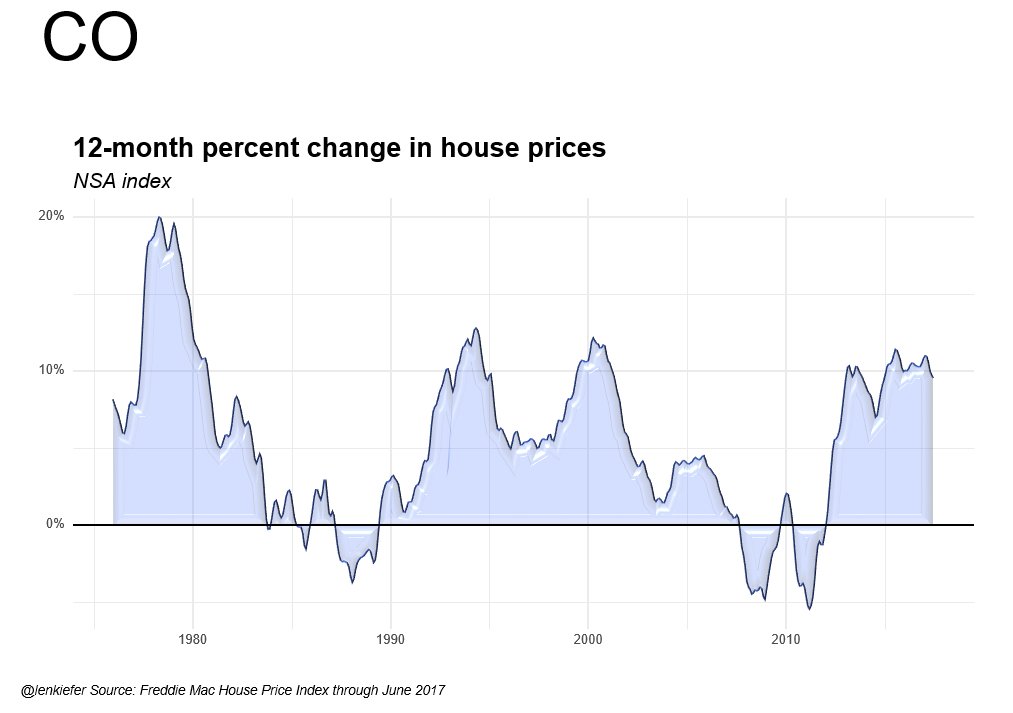 CO
12-month percent change in house prices
NSA index
20%
10%
0%
1980 1990 2000 2010
@lenkiefer Source: Freddie Mac House Price Index through June 2017